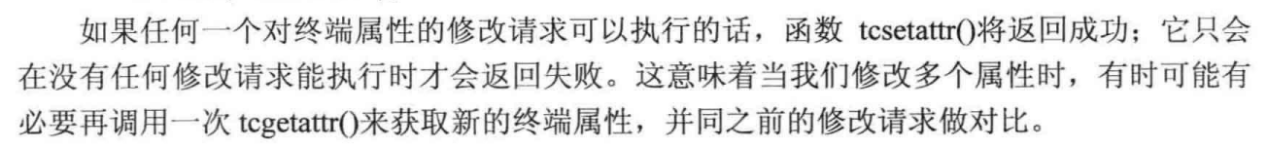 如果任何一个对终端属性的修改请求可以执行的话，函数 tcsetattr()将返回成功；它只会
在没有任何修改请求能执行时才会返回失败。这意味着当我们修改多个属性时，有时可能有
必要再调用一次 tcgetattr()来获取新的终端属性，并同之前的修改请求做对比。